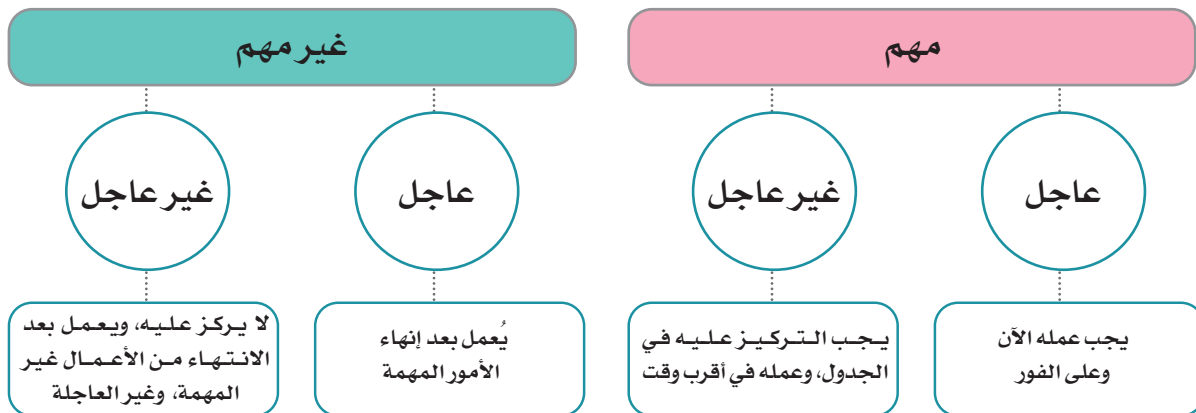 مهم
غير مهم
عاجل
غير عاجل
عاجل
غير عاجل
يجب عمله الآن
وعلى الفور
يجب التركيز عليه في
الجدول، وعمله في أقرب وقت
يُعمل بعد إنهاء
الأمور المهمة
لا يركز عليه، ويعمل بعد
الانتهاء من الأعمال غير
المهمة، وغير العاجلة